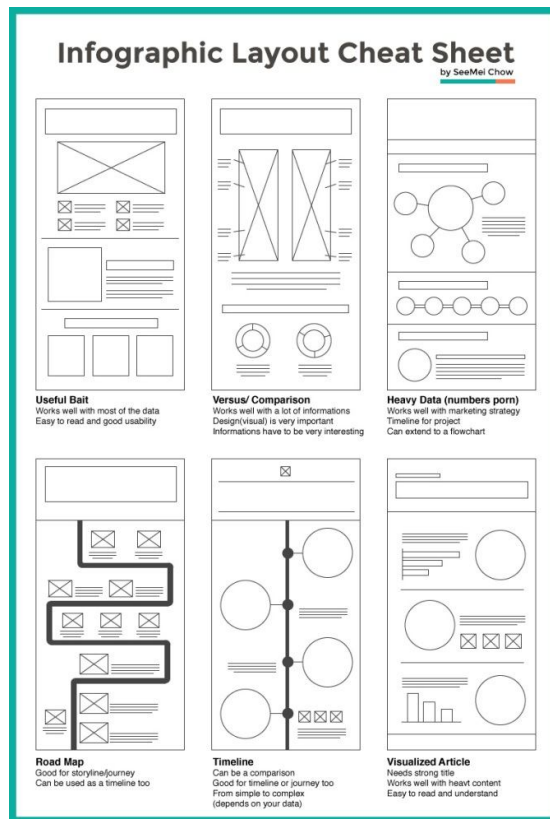 Infographic Layout Cheat Sheet
by SeeMei Chow
Useful Bait
Works well with most of the data
Easy to read and good usability
Versus/ Comparison
Works well with a lot of informations
Design(visual) is very important
Informations have to be very interesting
Heavy Data (numbers porn)
Works well with marketing strategy
Timeline for project
Can extend to a flowchart
Road Map
Good for storyline/journey
Can be used as a timeline too
Timeline
Can be a comparison
Good for timeline or journey too
From simple to complex
(depends on your data)
Visualized Article
Needs strong title
Works well with heavt content
Easy to read and understand